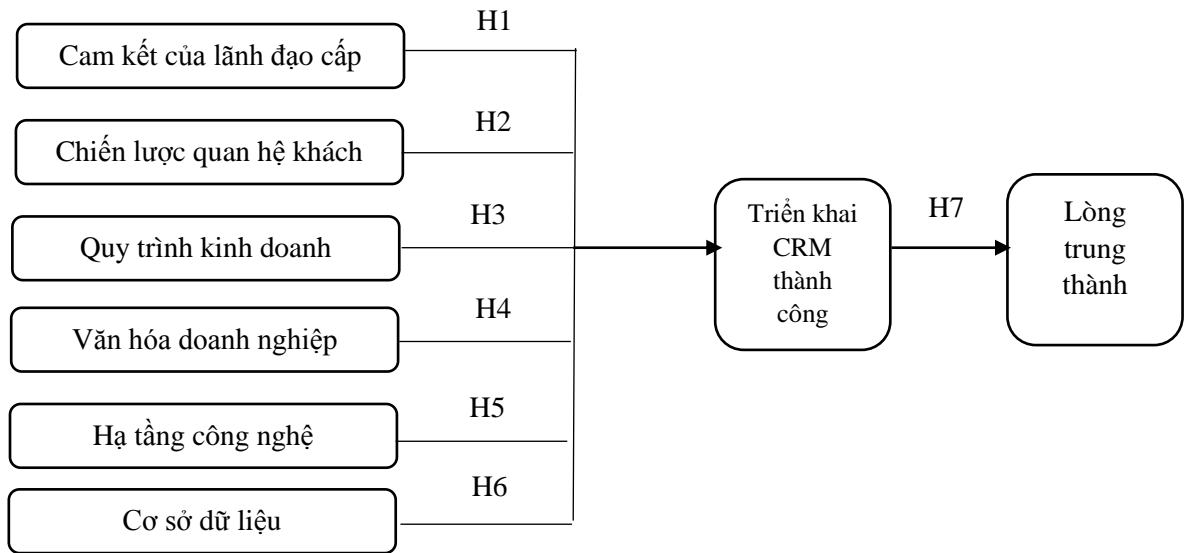 H1
Cam kết của lãnh đạo cấp
H2
Chiến lược quan hệ khách
H3
Quy trình kinh doanh
H4
Văn hóa doanh nghiệp
H5
Hạ tầng công nghệ
H6
Cơ sở dữ liệu
Triển khai
CRM
thành
công
H7
Lòng
trung
thành